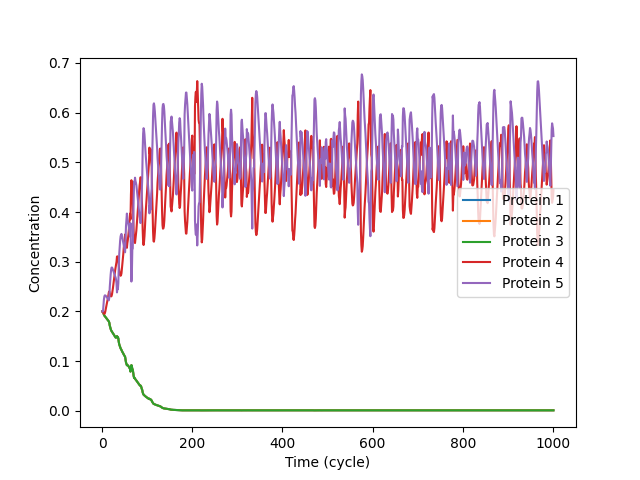 0.7
0.6
0.5
0.4
0.3
0.2
0.1
0.0
Concentration
Protein 1
Protein 2
Protein 3
Protein 4
Protein 5
0 200 400 600 800 1000
Time (cycle)